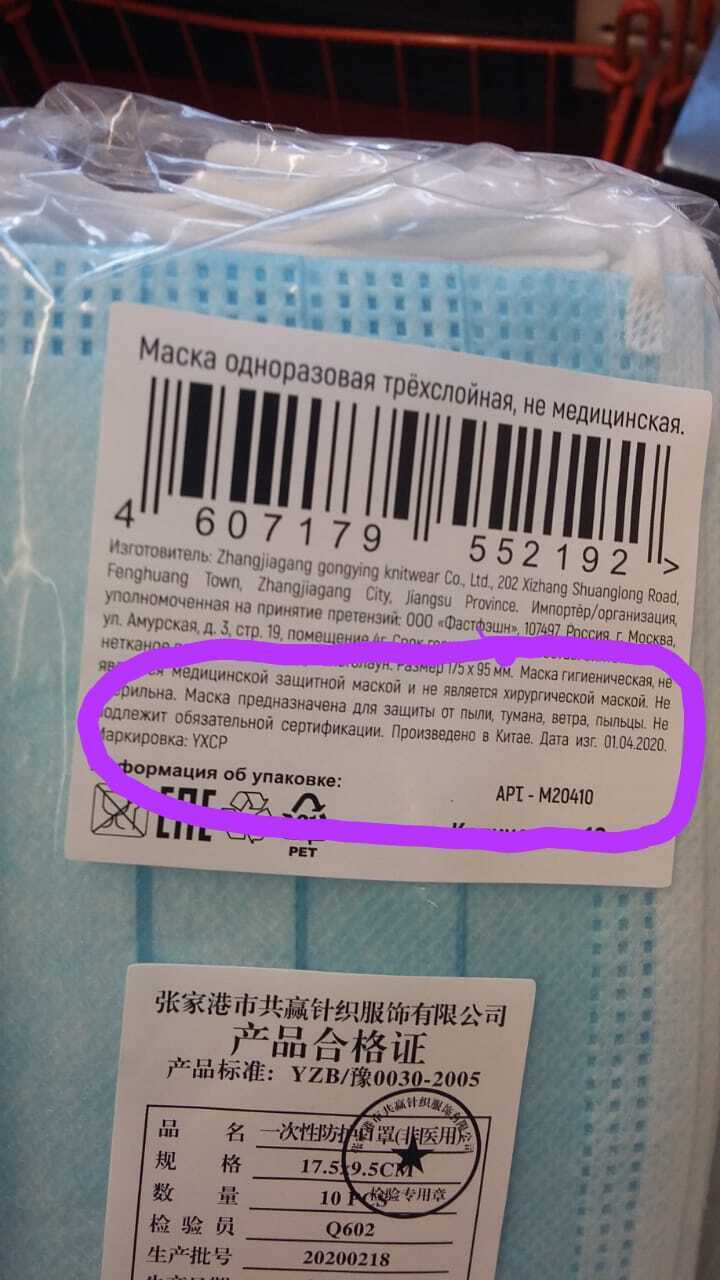 Маска одноразовая трёхслойная, не медицинская.
4 607179 552192 >
Изготовитель: Zhangjiagang gongying knitwear Co., Ltd., 202 Xizhang Shuanglong Road,
Fenghuang Town, Zhangjiagang City, Jiangsu Province. Импортёр/организация,
уполномоченная на принятие претензий: ООО «Фастфэшн», 107497, Россия, г. Москва,
ул. Амурская, д. 3, стр. 19, помещение
Размер 175 x 95 мм. Маска гигиеническая, не
медицинской защитной маской и не является хирургической маской. Не
Маска предназначена для защиты от пыли, тумана, ветра, пыльцы. Не
обязательной сертификации. Произведено в Китае. Дата изг. 01.04.2020.
Маркировка: YXCP
об упаковке:
АРТ - M20410
PET
张家港市共赢针织服饰有限公司
产品合格证
产品标准: YZB/豫0030-2005
品 名 一次性防护口罩(非医用)
规 格 17.5x9.5CM
数 量 10 PCS
检验专用章
检 验 员 Q602
生产批号 20200218